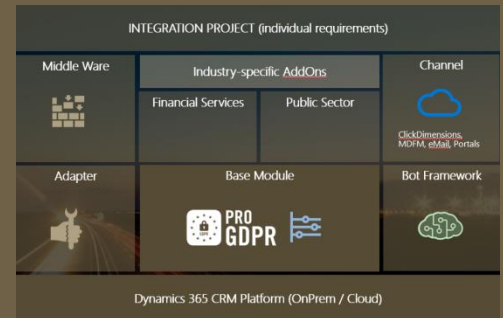 INTEGRATION PROJECT (individual requirements)
Middle Ware
Industry-specific AddOns
Channel
Financial Services
Public Sector
ClickDimensions,
MDFM, eMail, Portals
Adapter
Base Module
Bot Framework
PRO
GDPR
Dynamics 365 CRM Platform (OnPrem / Cloud)